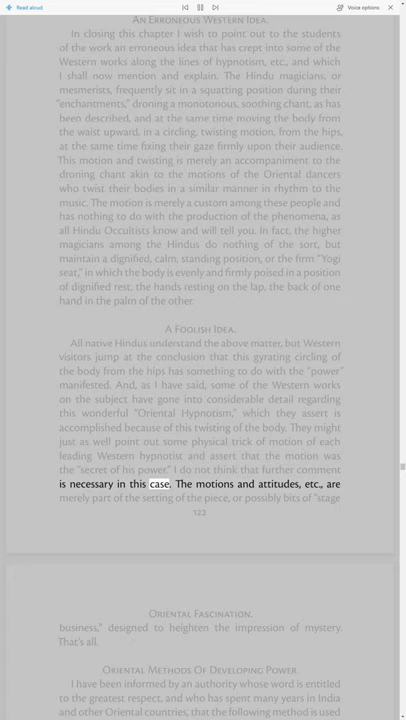 Read aloud
Voice options
An Erroneous Western Idea.
In closing this chapter I wish to point out to the students
of the work an erroneous idea that has crept into some of the
Western works along the lines of hypnotism, etc., and which
I shall now mention and explain. The Hindu magicians, or
mesmerists, frequently sit in a squatting position during their
“enchantments,” droning a monotonous, soothing chant, as has
been described, and at the same time moving the body from
the waist upward, in a circling, twisting motion, from the hips,
at the same time fixing their gaze firmly upon their audience.
This motion and twisting is merely an accompaniment to the
droning chant akin to the motions of the Oriental dancers
who twist their bodies in a similar manner in rhythm to the
music. The motion is merely a custom among these people and
has nothing to do with the production of the phenomena, as
all Hindu Occultists know and will tell you. In fact, the higher
magicians among the Hindus do nothing of the sort, but
maintain a dignified, calm, standing position, or the firm “Yogi
seat,” in which the body is evenly and firmly poised in a position
of dignified rest, the hands resting on the lap, the back of one
hand in the palm of the other.
A Foolish Idea.
All native Hindus understand the above matter, but Western
visitors jump at the conclusion that this gyrating circling of
the body from the hips has something to do with the “power”
manifested. And, as I have said, some of the Western works
on the subject have gone into considerable detail regarding
this wonderful “Oriental Hypnotism,” which they assert is
accomplished because of this twisting of the body. They might
just as well point out some physical trick of motion of each
leading Western hypnotist and assert that the motion was
the “secret of his power.” I do not think that further comment
is necessary in this case. The motions and attitudes, etc., are
merely part of the setting of the piece, or possibly bits of “stage
122
Oriental Fascination.
business,” designed to heighten the impression of mystery.
That’s all.
Oriental Methods Of Developing Power.
I have been informed by an authority whose word is entitled
to the greatest respect, and who has spent many years in India
and other Oriental countries, that the following method is used